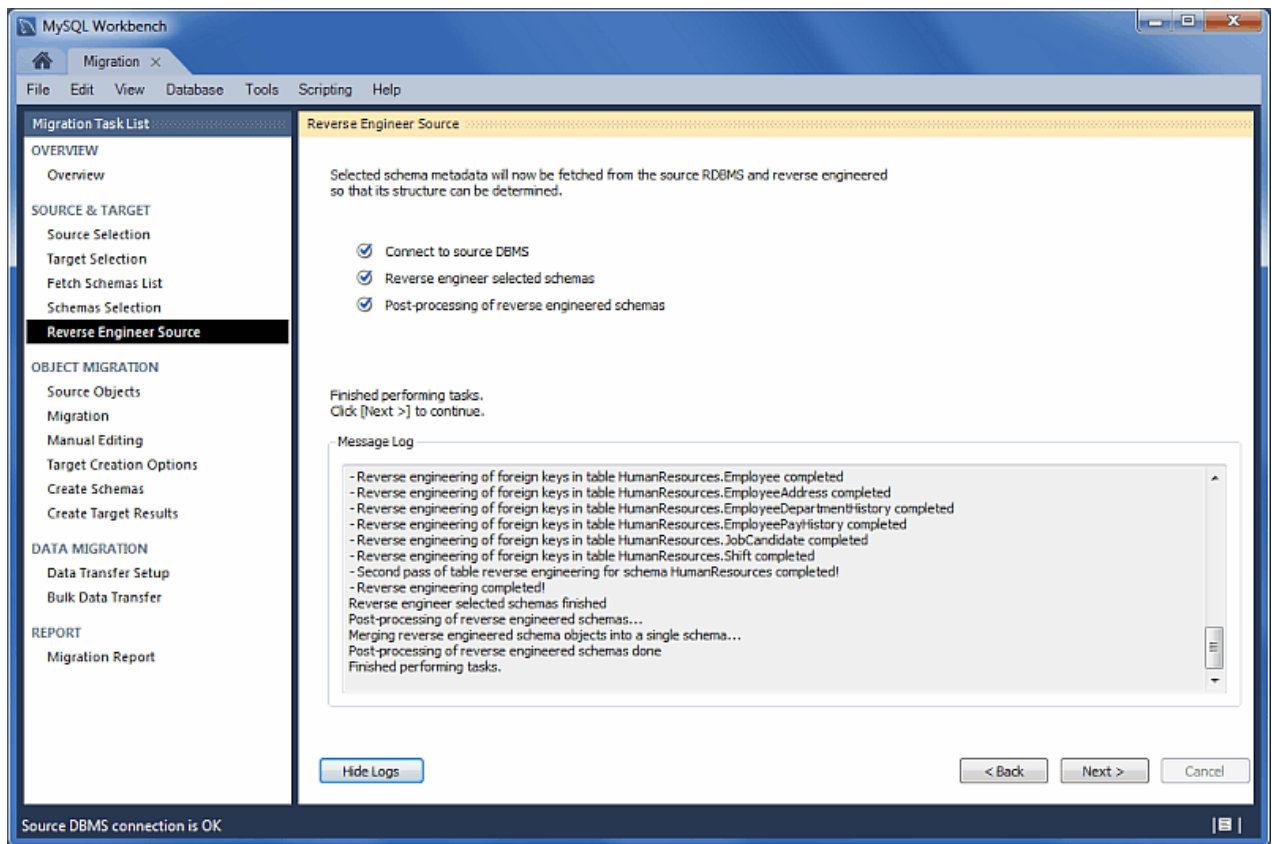 MySQL Workbench
Migration
File Edit View Database Tools Scripting Help
Migration Task List
OVERVIEW
Overview
SOURCE & TARGET
Source Selection
Target Selection
Fetch Schemas List
Schemas Selection
Reverse Engineer Source
OBJECT MIGRATION
Source Objects
Migration
Manual Editing
Target Creation Options
Create Schemas
Create Target Results
DATA MIGRATION
Data Transfer Setup
Bulk Data Transfer
REPORT
Migration Report
Reverse Engineer Source
Selected schema metadata will now be fetched from the source RDBMS and reverse engineered
so that its structure can be determined.
Connect to source DBMS
Reverse engineer selected schemas
Post-processing of reverse engineered schemas
Finished performing tasks.
Click [Next >] to continue.
Message Log
- Reverse engineering of foreign keys in table HumanResources.Employee completed
- Reverse engineering of foreign keys in table HumanResources.EmployeeAddress completed
- Reverse engineering of foreign keys in table HumanResources.EmployeeDepartmentHistory completed
- Reverse engineering of foreign keys in table HumanResources.EmployeePayHistory completed
- Reverse engineering of foreign keys in table HumanResources.JobCandidate completed
- Reverse engineering of foreign keys in table HumanResources.Shift completed
- Second pass of table reverse engineering for schema HumanResources completed!
- Reverse engineering completed!
Reverse engineer selected schemas finished
Post-processing of reverse engineered schemas...
Merging reverse engineered schema objects into a single schema...
Post-processing of reverse engineered schemas done
Finished performing tasks.
Hide Logs
< Back
Next >
Cancel
Source DBMS connection is OK